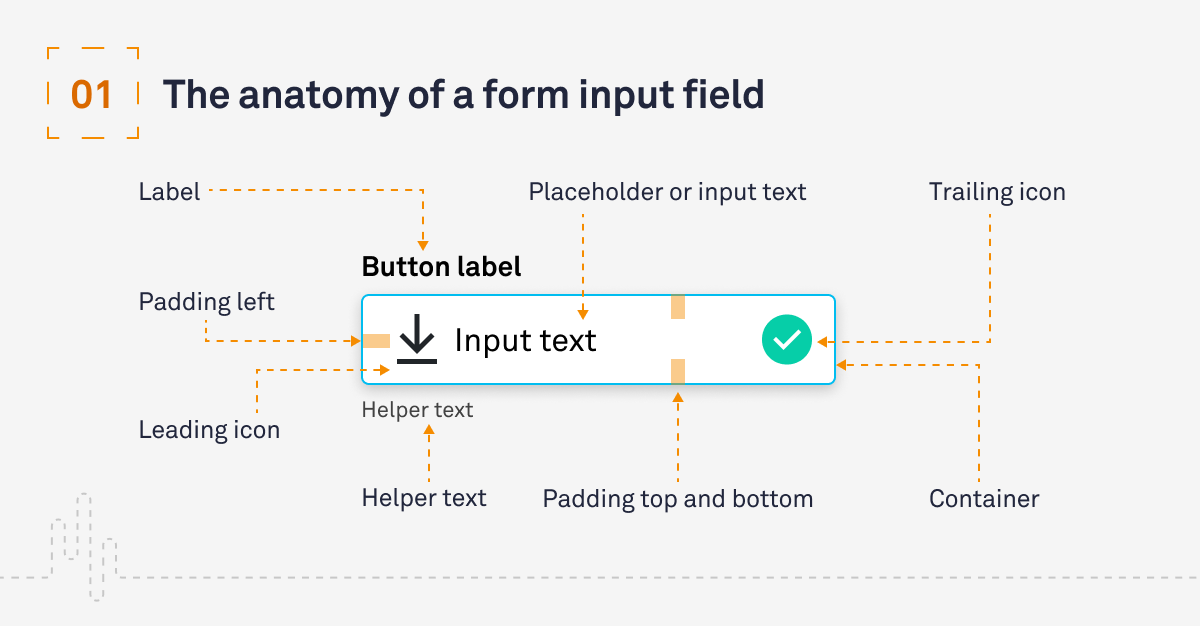 01
The anatomy of a form input field
Label
Placeholder or input text
Trailing icon
Button label
Padding left
Input text
Helper text
Leading icon
Helper text
Padding top and bottom
Container